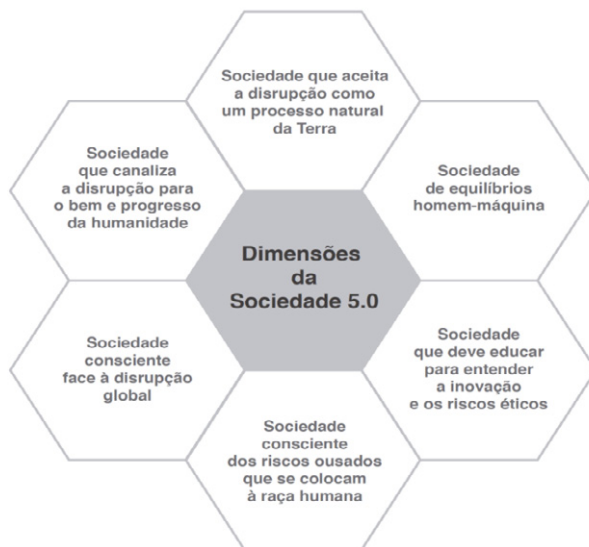 Sociedade que aceita
a disrupção como
um processo natural
da Terra
Sociedade
que canaliza
a disrupção para
o bem e progresso
da humanidade
Sociedade
de equilíbrios
homem-máquina
Dimensões
da
Sociedade 5.0
Sociedade
consciente
face à disrupção
global
Sociedade
que deve educar
para entender
a inovação
e os riscos éticos
Sociedade
consciente
dos riscos ousados
que se colocam
à raça humana